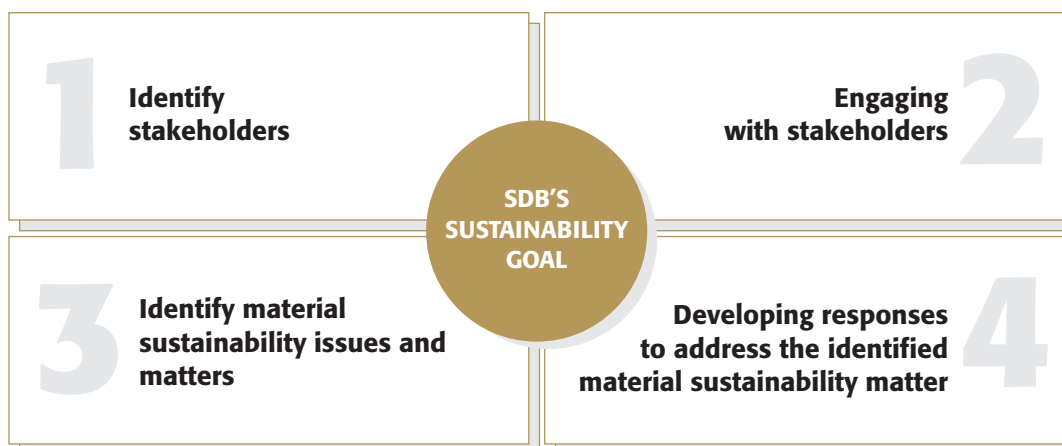 1
Identify
stakeholders
Engaging
with stakeholders
2
SDB'S
SUSTAINABILITY
GOAL
3
Identify material
sustainability issues and
matters
Developing responses
to address the identified
material sustainability matter
4